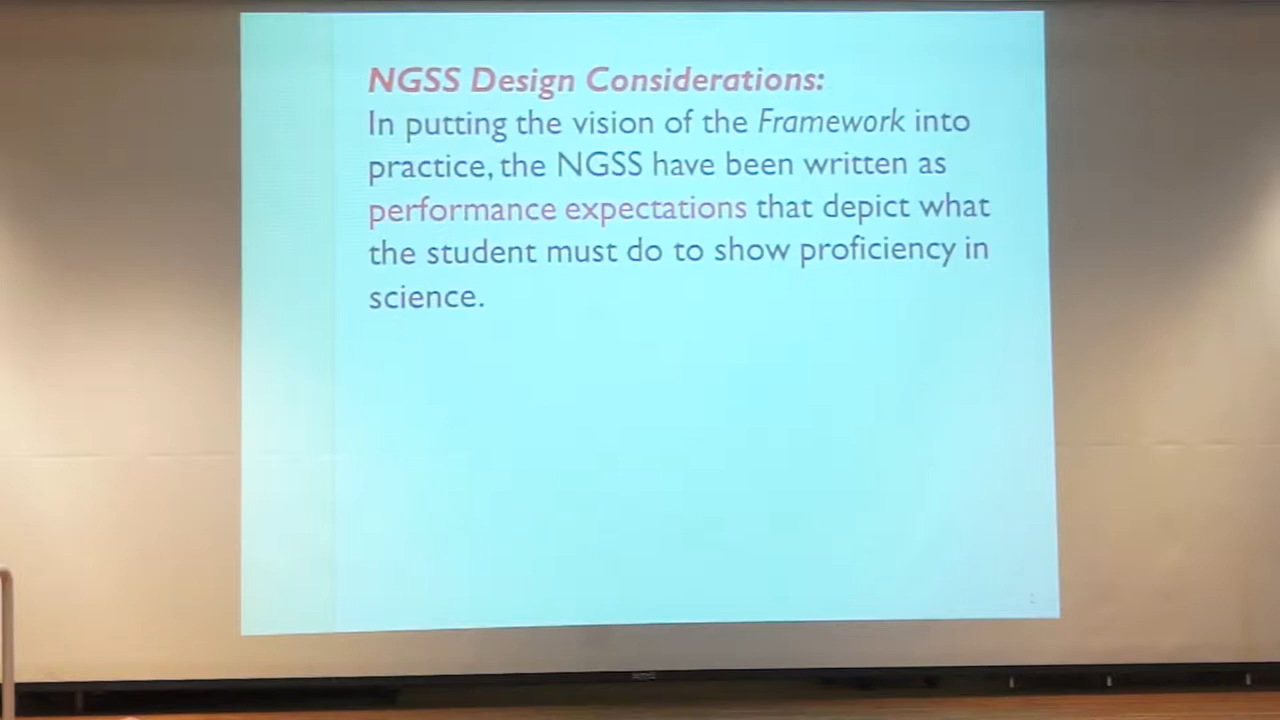 NGSS Design Considerations:
In putting the vision of the Framework into
practice, the NGSS have been written as
performance expectations that depict what
the student must do to show proficiency in
science.